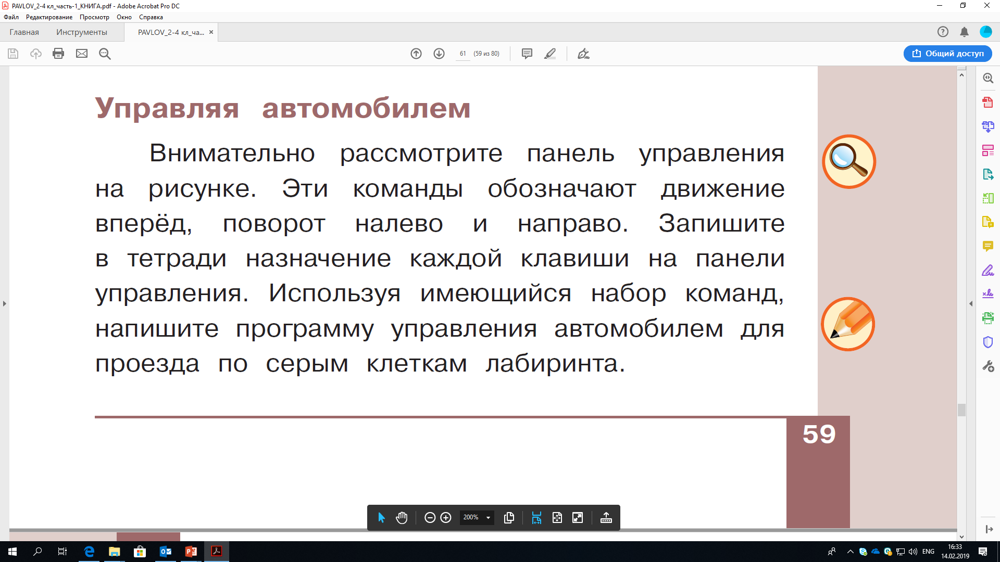 PAVLOV_2-4 кл_часть-1_КНИГА.pdf - Adobe Acrobat Pro DC
Файл Редактирование Просмотр Окно Справка
Главная Инструменты PAVLOV_2-4 кл_ча... ×
61 (59 из 80) Общий доступ
Управляя автомобилем
Внимательно рассмотрите панель управления
на рисунке. Эти команды обозначают движение
вперёд, поворот налево и направо. Запишите
в тетради назначение каждой клавиши на панели
управления. Используя имеющийся набор команд,
напишите программу управления автомобилем для
проезда по серым клеткам лабиринта.
59
200%
ENG
16:33
14.02.2019